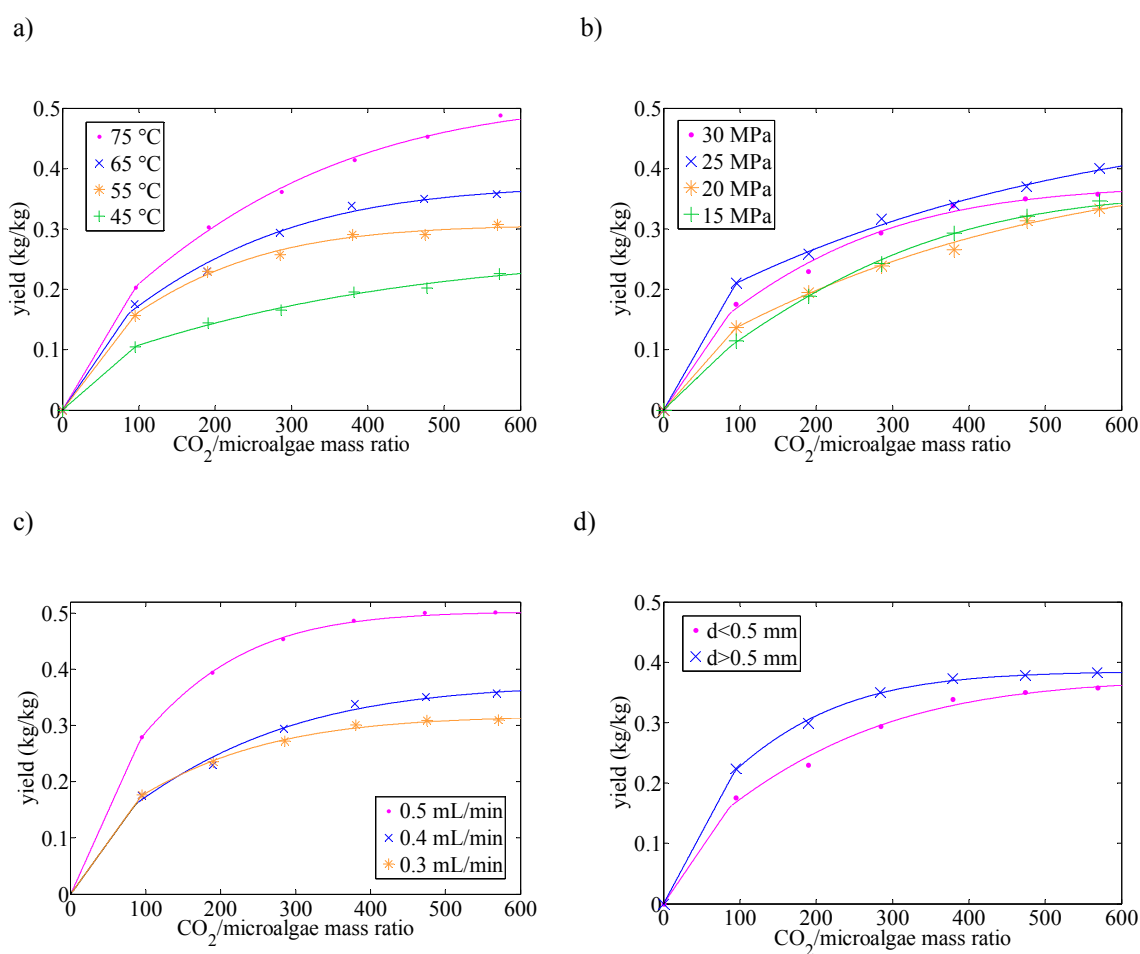 a)
0.5
0.4
0.3
0.2
0.1
0
yield (kg/kg)
75 °C
65 °C
55 °C
45 °C
0 100 200 300 400 500 600
CO2/microalgae mass ratio
b)
0.5
0.4
0.3
0.2
0.1
0
yield (kg/kg)
30 MPa
25 MPa
20 MPa
15 MPa
0 100 200 300 400 500 600
CO2/microalgae mass ratio
c)
0.5
0.4
0.3
0.2
0.1
0
yield (kg/kg)
0.5 mL/min
0.4 mL/min
0.3 mL/min
0 100 200 300 400 500 600
CO2/microalgae mass ratio
d)
0.5
0.4
0.3
0.2
0.1
0
yield (kg/kg)
d<0.5 mm
d>0.5 mm
0 100 200 300 400 500 600
CO2/microalgae mass ratio